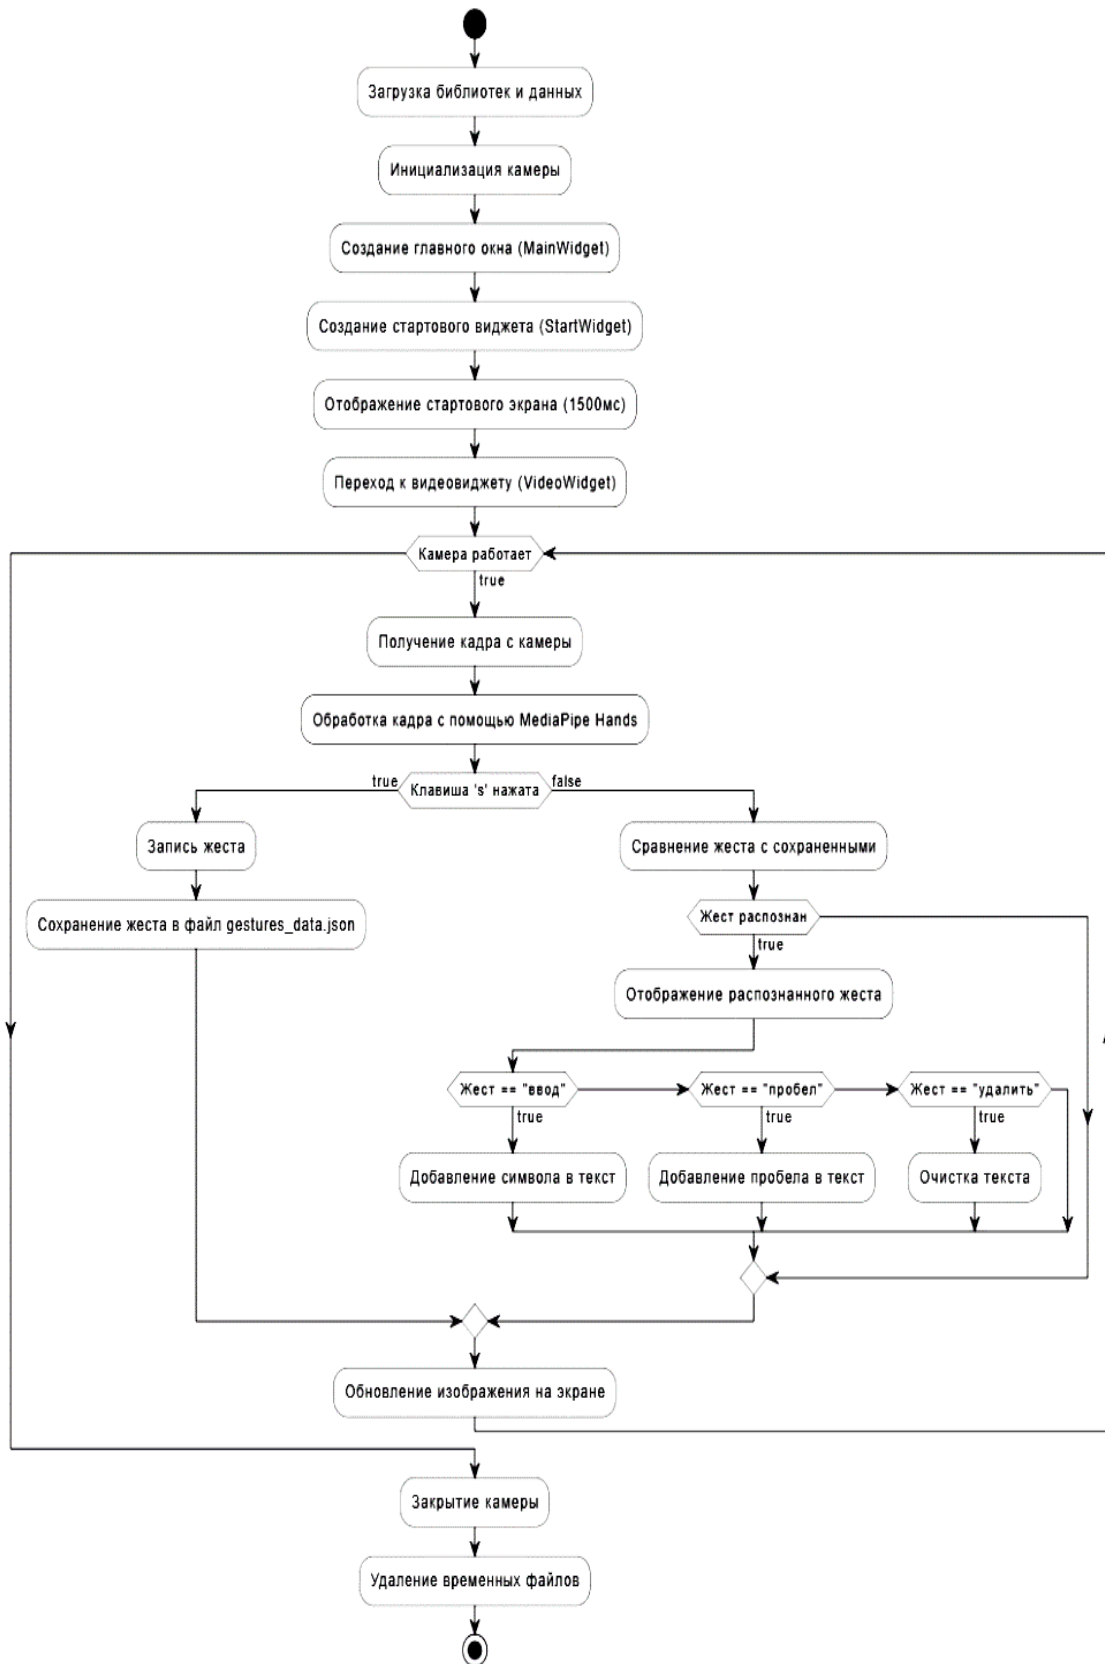 Загрузка библиотек и данных
Инициализация камеры
Создание главного окна (MainWidget)
Создание стартового виджета (StartWidget)
Отображение стартового экрана (1500мс)
Переход к видеовиджету (VideoWidget)
Камера работает
true
Получение кадра с камеры
Обработка кадра с помощью MediaPipe Hands
true
Клавиша 's' нажата
false
Запись жеста
Сохранение жеста в файл gestures_data.json
Сравнение жеста с сохраненными
Жест распознан
true
Отображение распознанного жеста
Жест == "ввод"
Жест == "пробел"
Жест == "удалить"
true
true
true
Добавление символа в текст
Добавление пробела в текст
Очистка текста
Обновление изображения на экране
Закрытие камеры
Удаление временных файлов